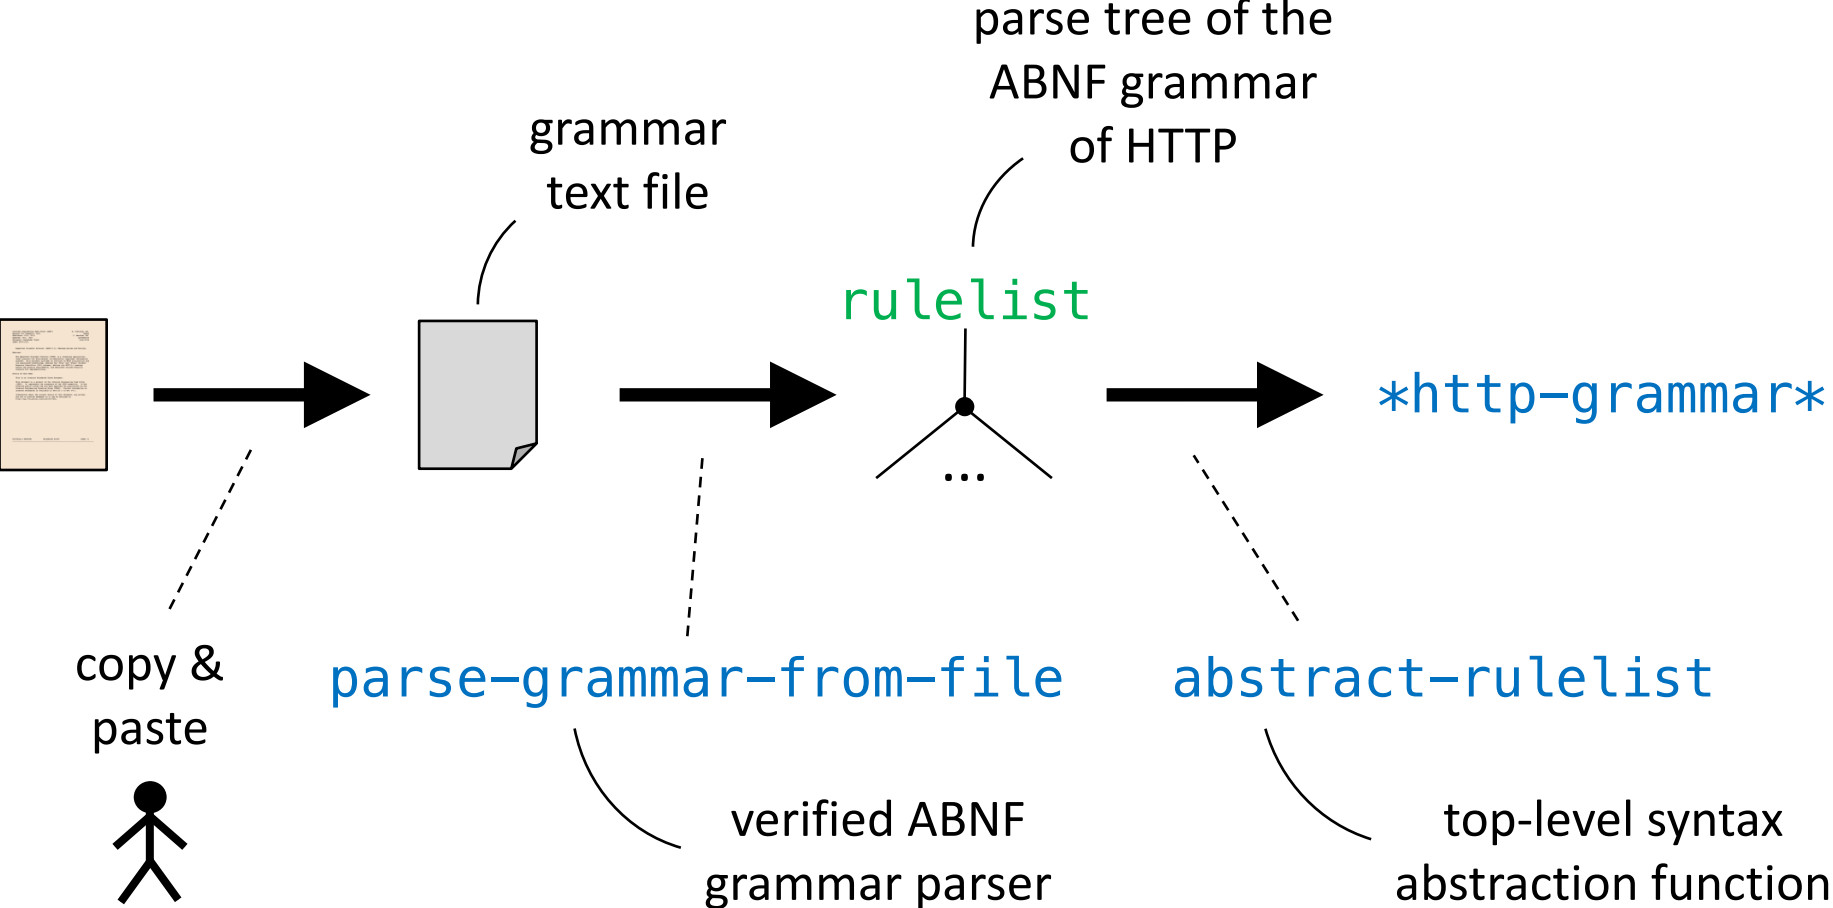 parse tree of the
ABNF grammar
of HTTP
grammar
text file
rulelist
*http-grammar*
...
copy &
paste
parse-grammar-from-file
abstract-rulelist
verified ABNF
grammar parser
top-level syntax
abstraction function